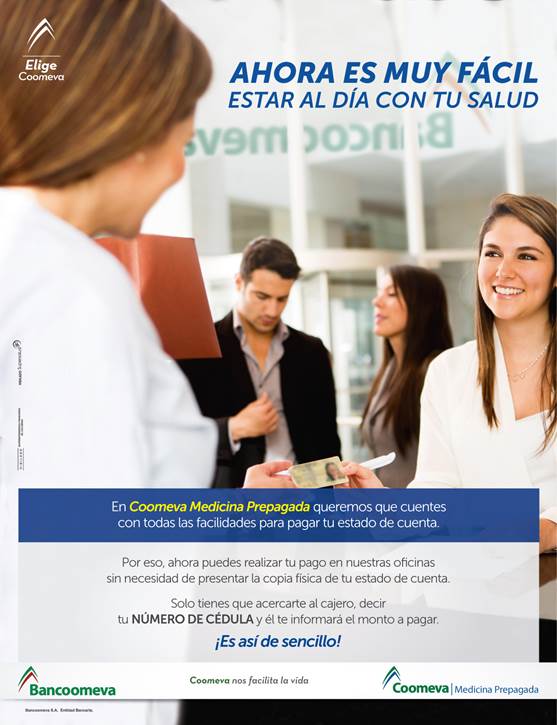 Elige
Coomeva
AHORA ES MUY FÁCIL
ESTAR AL DÍA CON TU SALUD
Bancoomeva
En Coomeva Medicina Prepagada queremos que cuentes
con todas las facilidades para pagar tu estado de cuenta.
Por eso, ahora puedes realizar tu pago en nuestras oficinas
sin necesidad de presentar la copia física de tu estado de cuenta.
Solo tienes que acercarte al cajero, decir
tu NÚMERO DE CÉDULA y él te informará el monto a pagar.
¡Es así de sencillo!
Bancoomeva
Coomeva nos facilita la vida
Coomeva | Medicina Prepagada
Bancoomeva S.A. Entidad Bancaria.